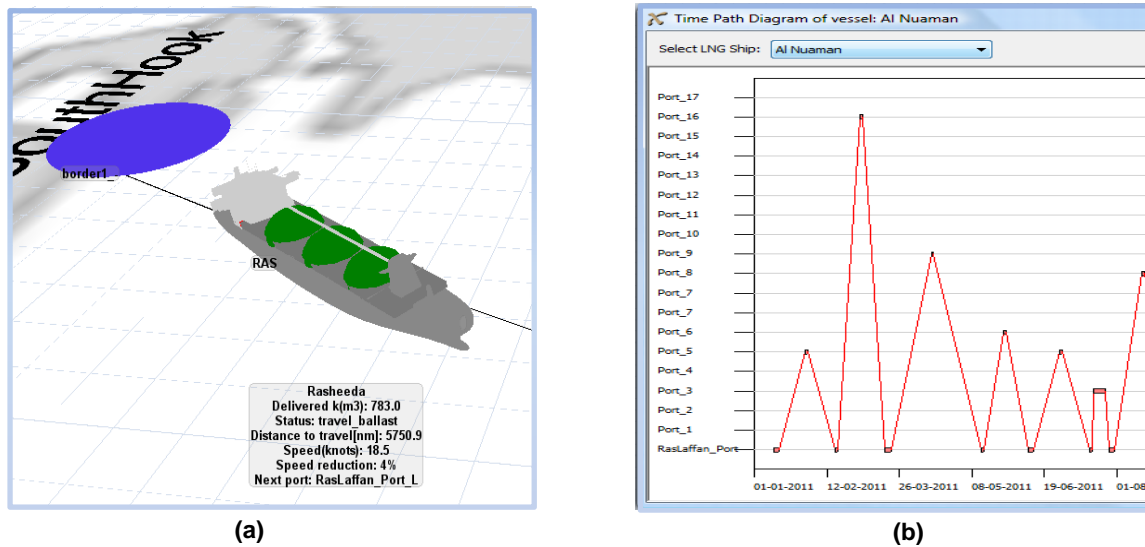 SouthHook
border1_
RAS
Rasheeda
Delivered k(m3): 783.0
Status: travel_ballast
Distance to travel[nm]: 5750.9
Speed(knots): 18.5
Speed reduction: 4%
Next port: RasLaffan_Port_L
(a)
Time Path Diagram of vessel: Al Nuaman
Select LNG Ship: Al Nuaman
Port_17
Port_16
Port_15
Port_14
Port_13
Port_12
Port_11
Port_10
Port_9
Port_8
Port_7
Port_7
Port_6
Port_5
Port_4
Port_3
Port_2
Port_1
RasLaffan_Port
01-01-2011 12-02-2011 26-03-2011 08-05-2011 19-06-2011 01-08
(b)